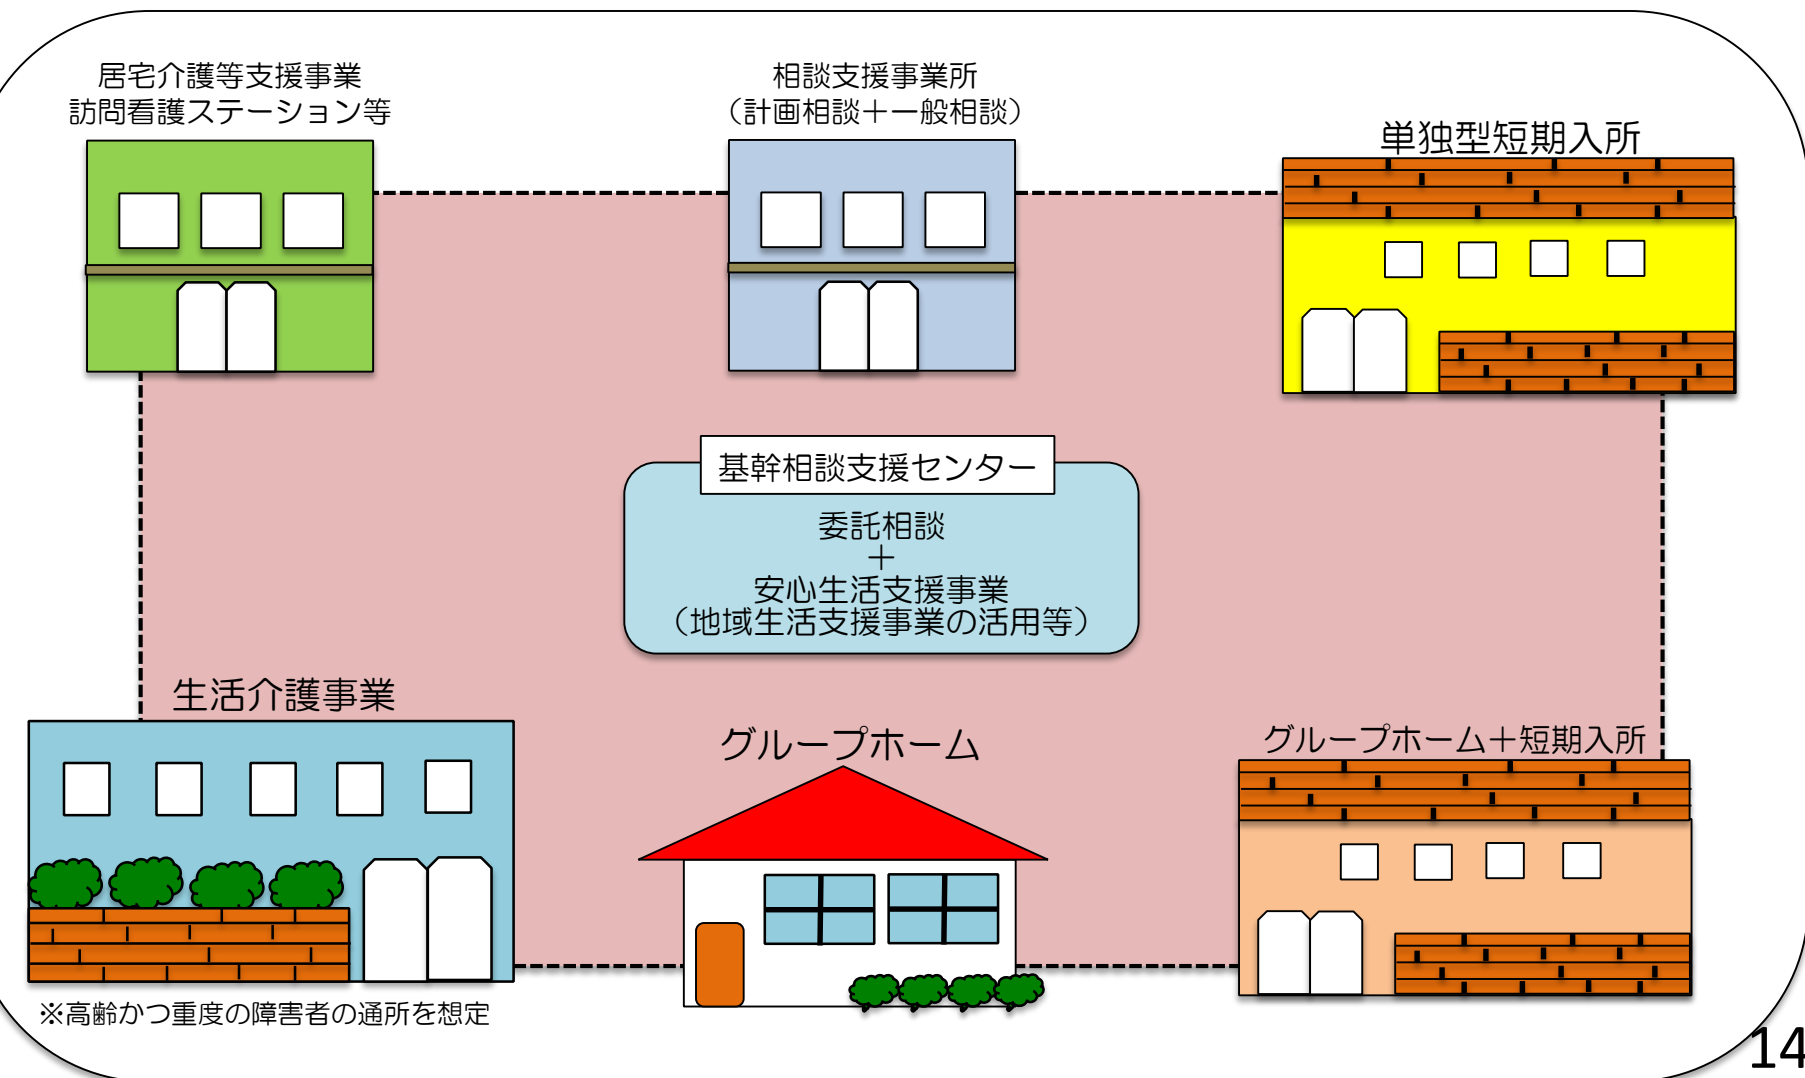 居宅介護等支援事業
訪問看護ステーション等
相談支援事業所
（計画相談＋一般相談）
単独型短期入所
基幹相談支援センター
委託相談
＋
安心生活支援事業
（地域生活支援事業の活用等）
生活介護事業
グループホーム
グループホーム＋短期入所
※高齢かつ重度の障害者の通所を想定
14